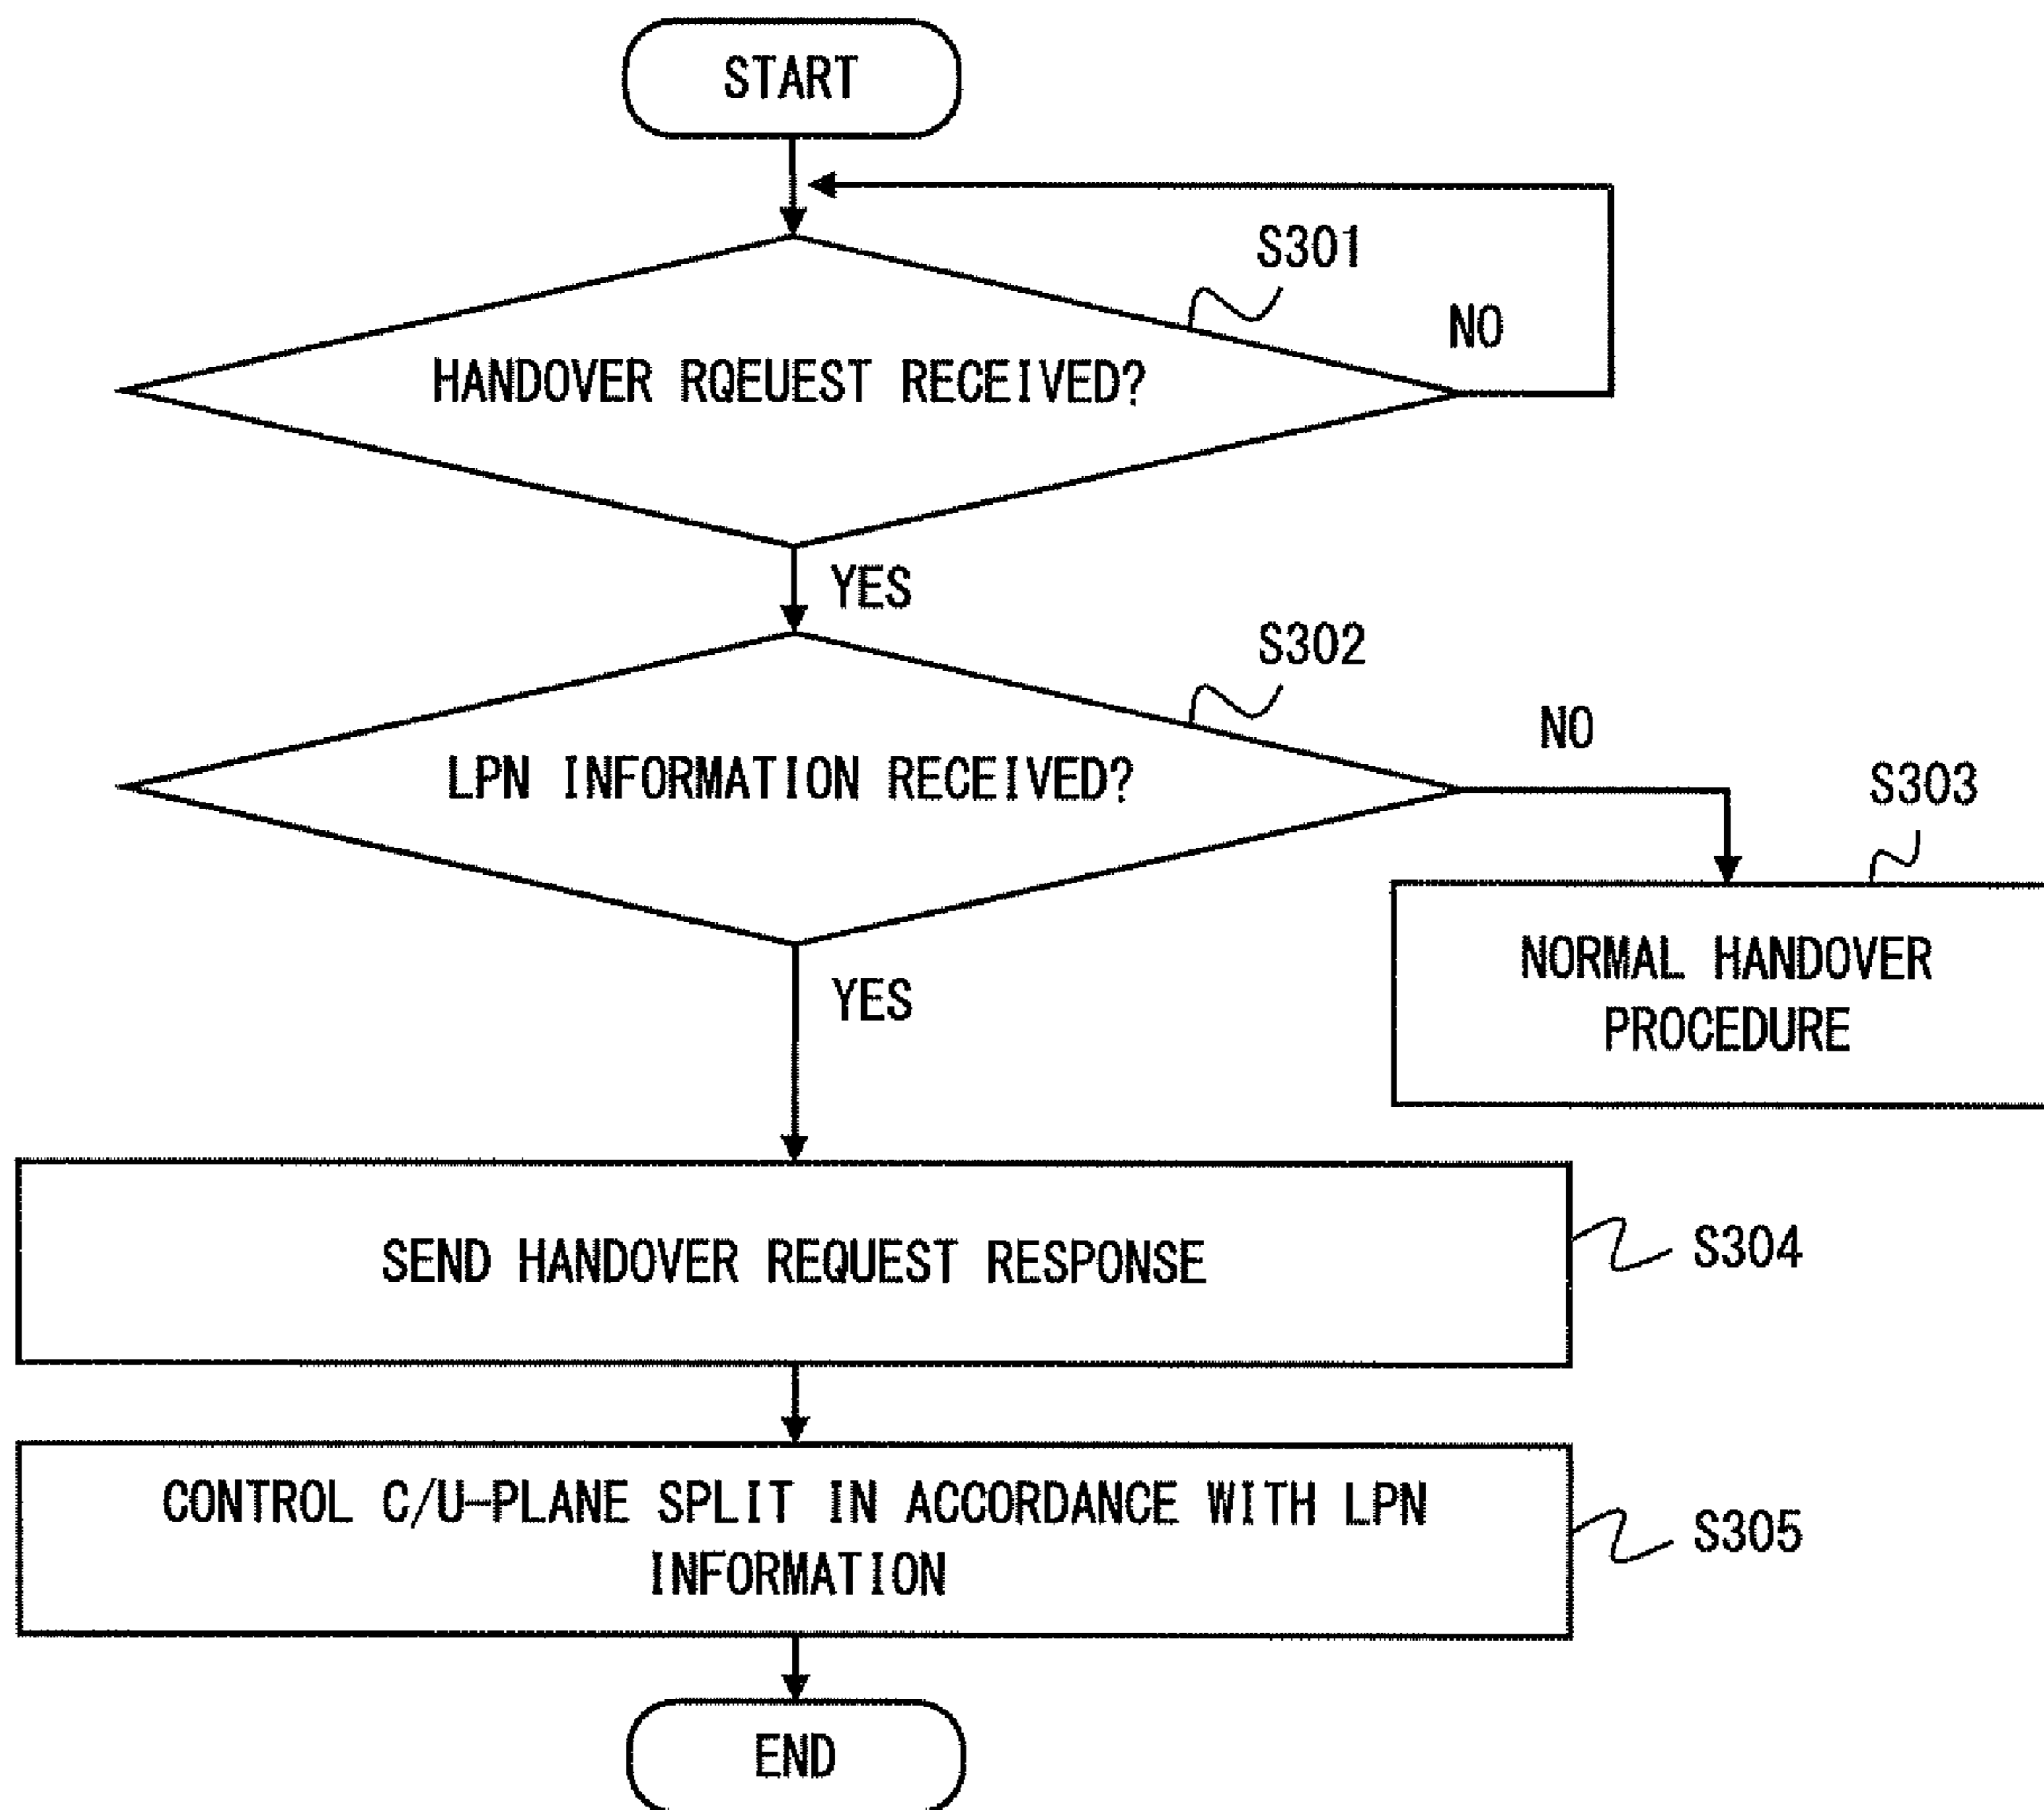 START
S301
NO
HANDOVER RQEUEST RECEIVED?
YES
S302
NO
LPN INFORMATION RECEIVED?
S303
NORMAL HANDOVER
PROCEDURE
YES
SEND HANDOVER REQUEST RESPONSE
S304
CONTROL C/U-PLANE SPLIT IN ACCORDANCE WITH LPN
INFORMATION
S305
END